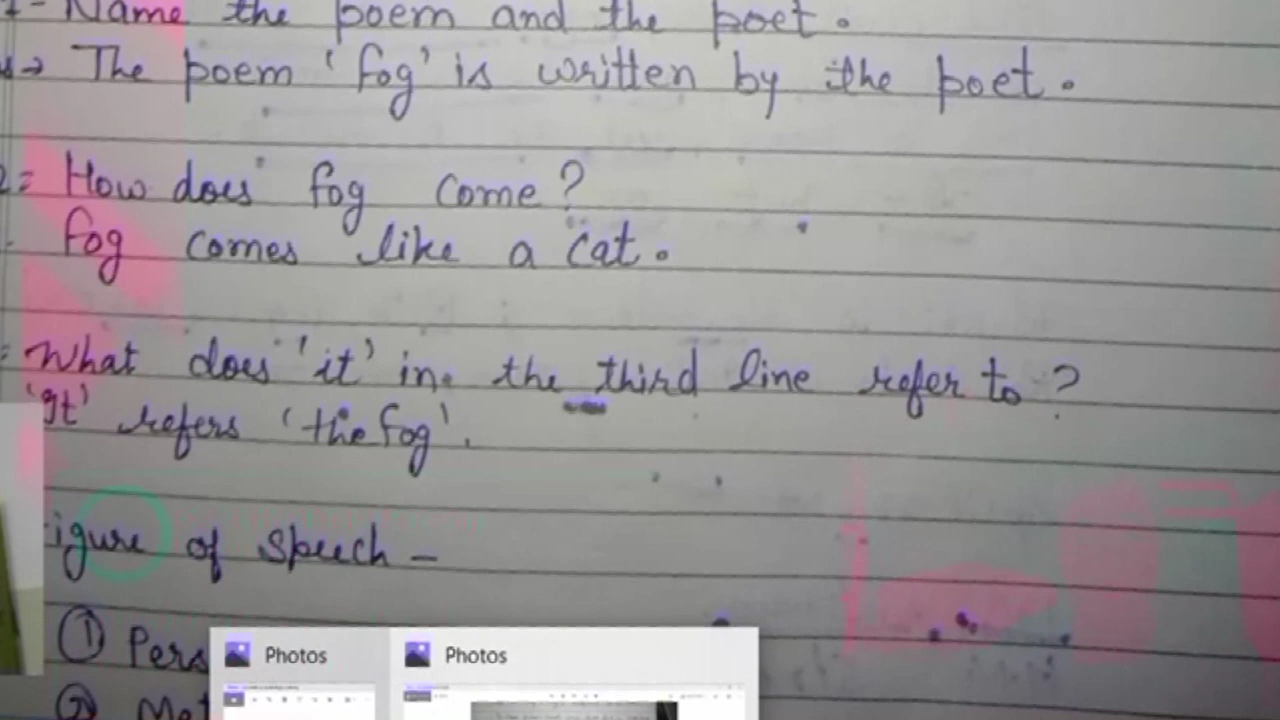 Name the poem and the poet.
The poem 'fog' is written by the poet.
How does fog come?
fog comes like a cat.
What does 'it' in the third line refer to?
'It' refers 'the fog'.
igure of speech -
① Pers
② Met
Photos Photos